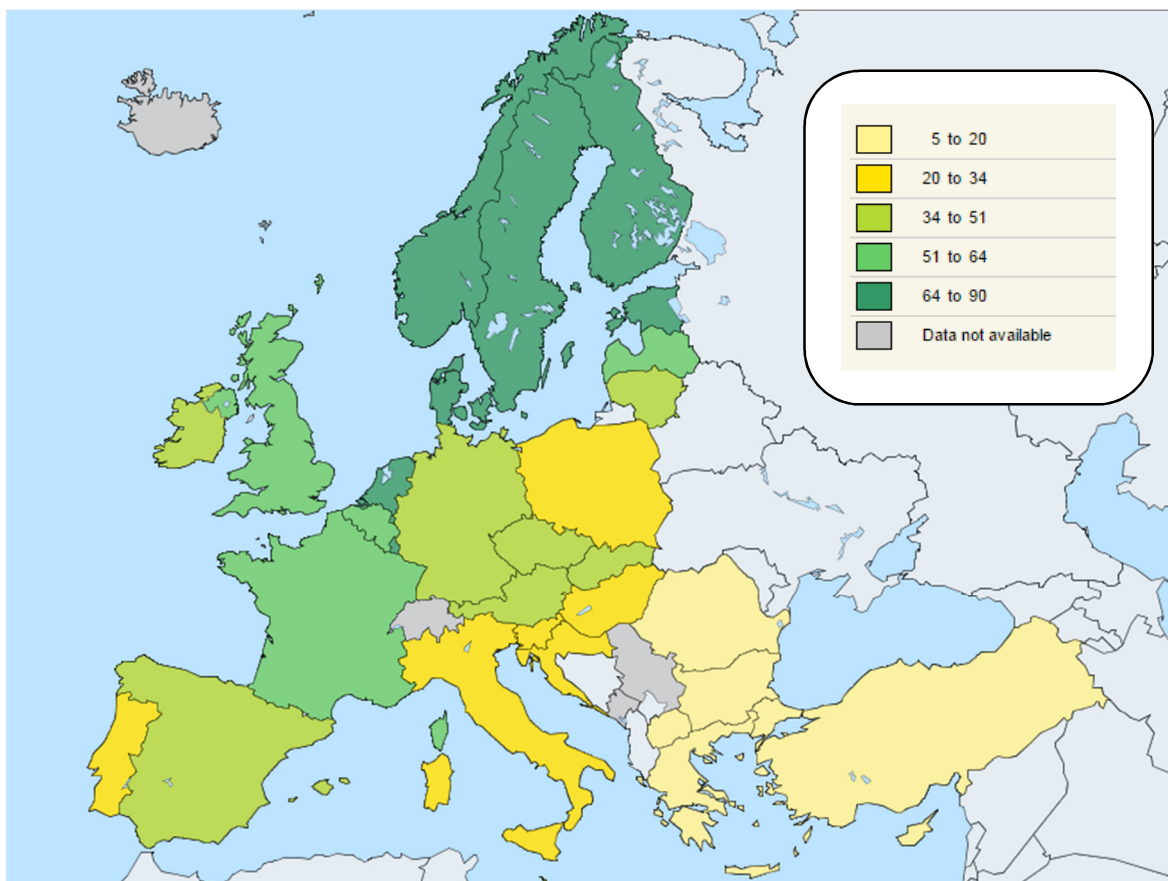 5 to 20
20 to 34
34 to 51
51 to 64
64 to 90
Data not available